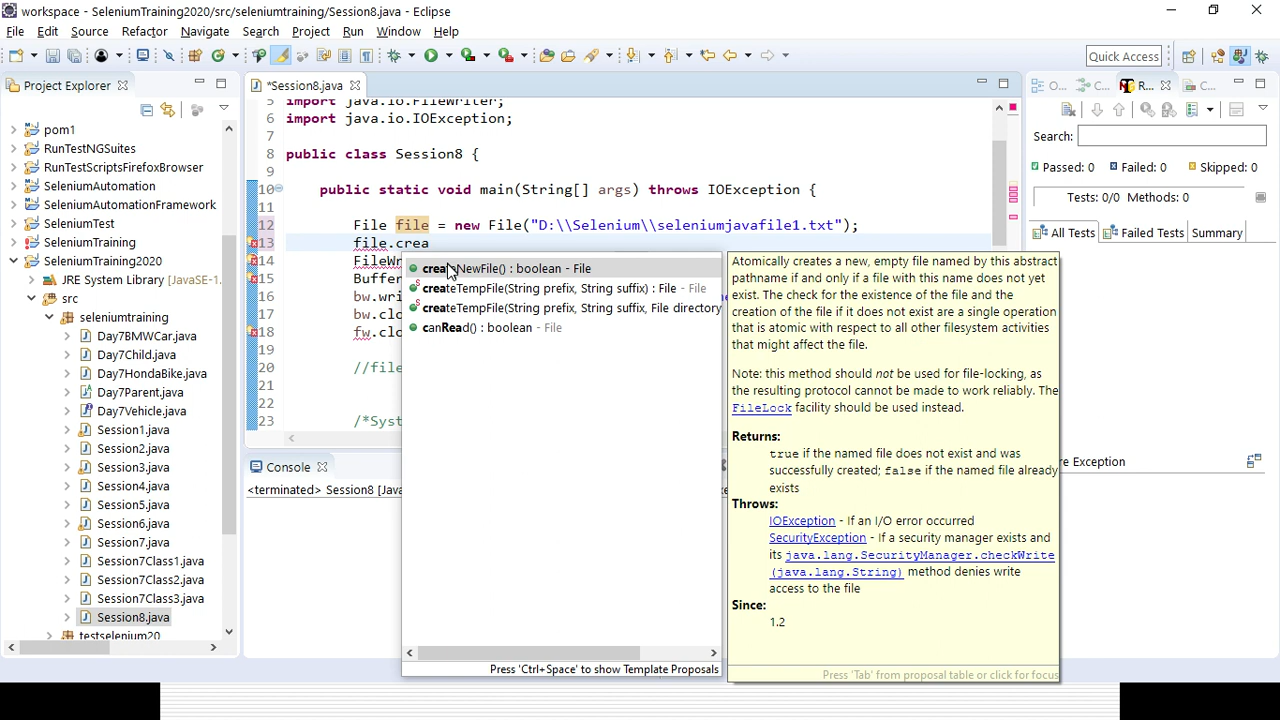 workspace - SeleniumTraining2020/src/seleniumtraining/Session8.java - Eclipse
File Edit Source Refactor Navigate Search Project Run Window Help
Quick Access
Project Explorer
*Session8.java
O... C... R... C...
pom1
RunTestNGSuites
RunTestScriptsFirefoxBrowser
SeleniumAutomation
SeleniumAutomationFramework
SeleniumTest
SeleniumTraining
SeleniumTraining2020
JRE System Library [JavaSE-1.
src
seleniumtraining
Day7BMWCar.java
Day7Child.java
Day7HondaBike.java
Day7Parent.java
Day7Vehicle.java
Session1.java
Session2.java
Session3.java
Session4.java
Session5.java
Session6.java
Session7.java
Session7Class1.java
Session7Class2.java
Session7Class3.java
Session8.java
testselenium20
5 import java.io.FileWriter;
6 import java.io.IOException;
7
8 public class Session8 {
9
10 public static void main(String[] args) throws IOException {
11
12 File file = new File("D:\\Selenium\\seleniumjavafile1.txt");
13 file.crea
14 FileWr
15 Buffer
16 bw.wri
17 bw.clo
18 fw.clo
19
20 //file
21
22
23 /*Syst
createNewFile() : boolean - File
createTempFile(String prefix, String suffix) : File - File
createTempFile(String prefix, String suffix, File directory
canRead() : boolean - File
Press 'Ctrl+Space' to show Template Proposals
Atomically creates a new, empty file named by this abstract
pathname if and only if a file with this name does not yet
exist. The check for the existence of the file and the
creation of the file if it does not exist are a single operation
that is atomic with respect to all other filesystem activities
that might affect the file.
Note: this method should not be used for file-locking, as
the resulting protocol cannot be made to work reliably. The
FileLock facility should be used instead.
Returns:
true if the named file does not exist and was
successfully created; false if the named file already
exists
Throws:
IOException - If an I/O error occurred
SecurityException - If a security manager exists and
its java.lang.SecurityManager.checkWrite
(java.lang.String) method denies write
access to the file
Since:
1.2
Press 'Tab' from proposal table or click for focus
Console
<terminated> Session8 [Java
Search:
Passed: 0 Failed: 0 Skipped: 0
Tests: 0/0 Methods: 0
All Tests Failed Tests Summary
re Exception